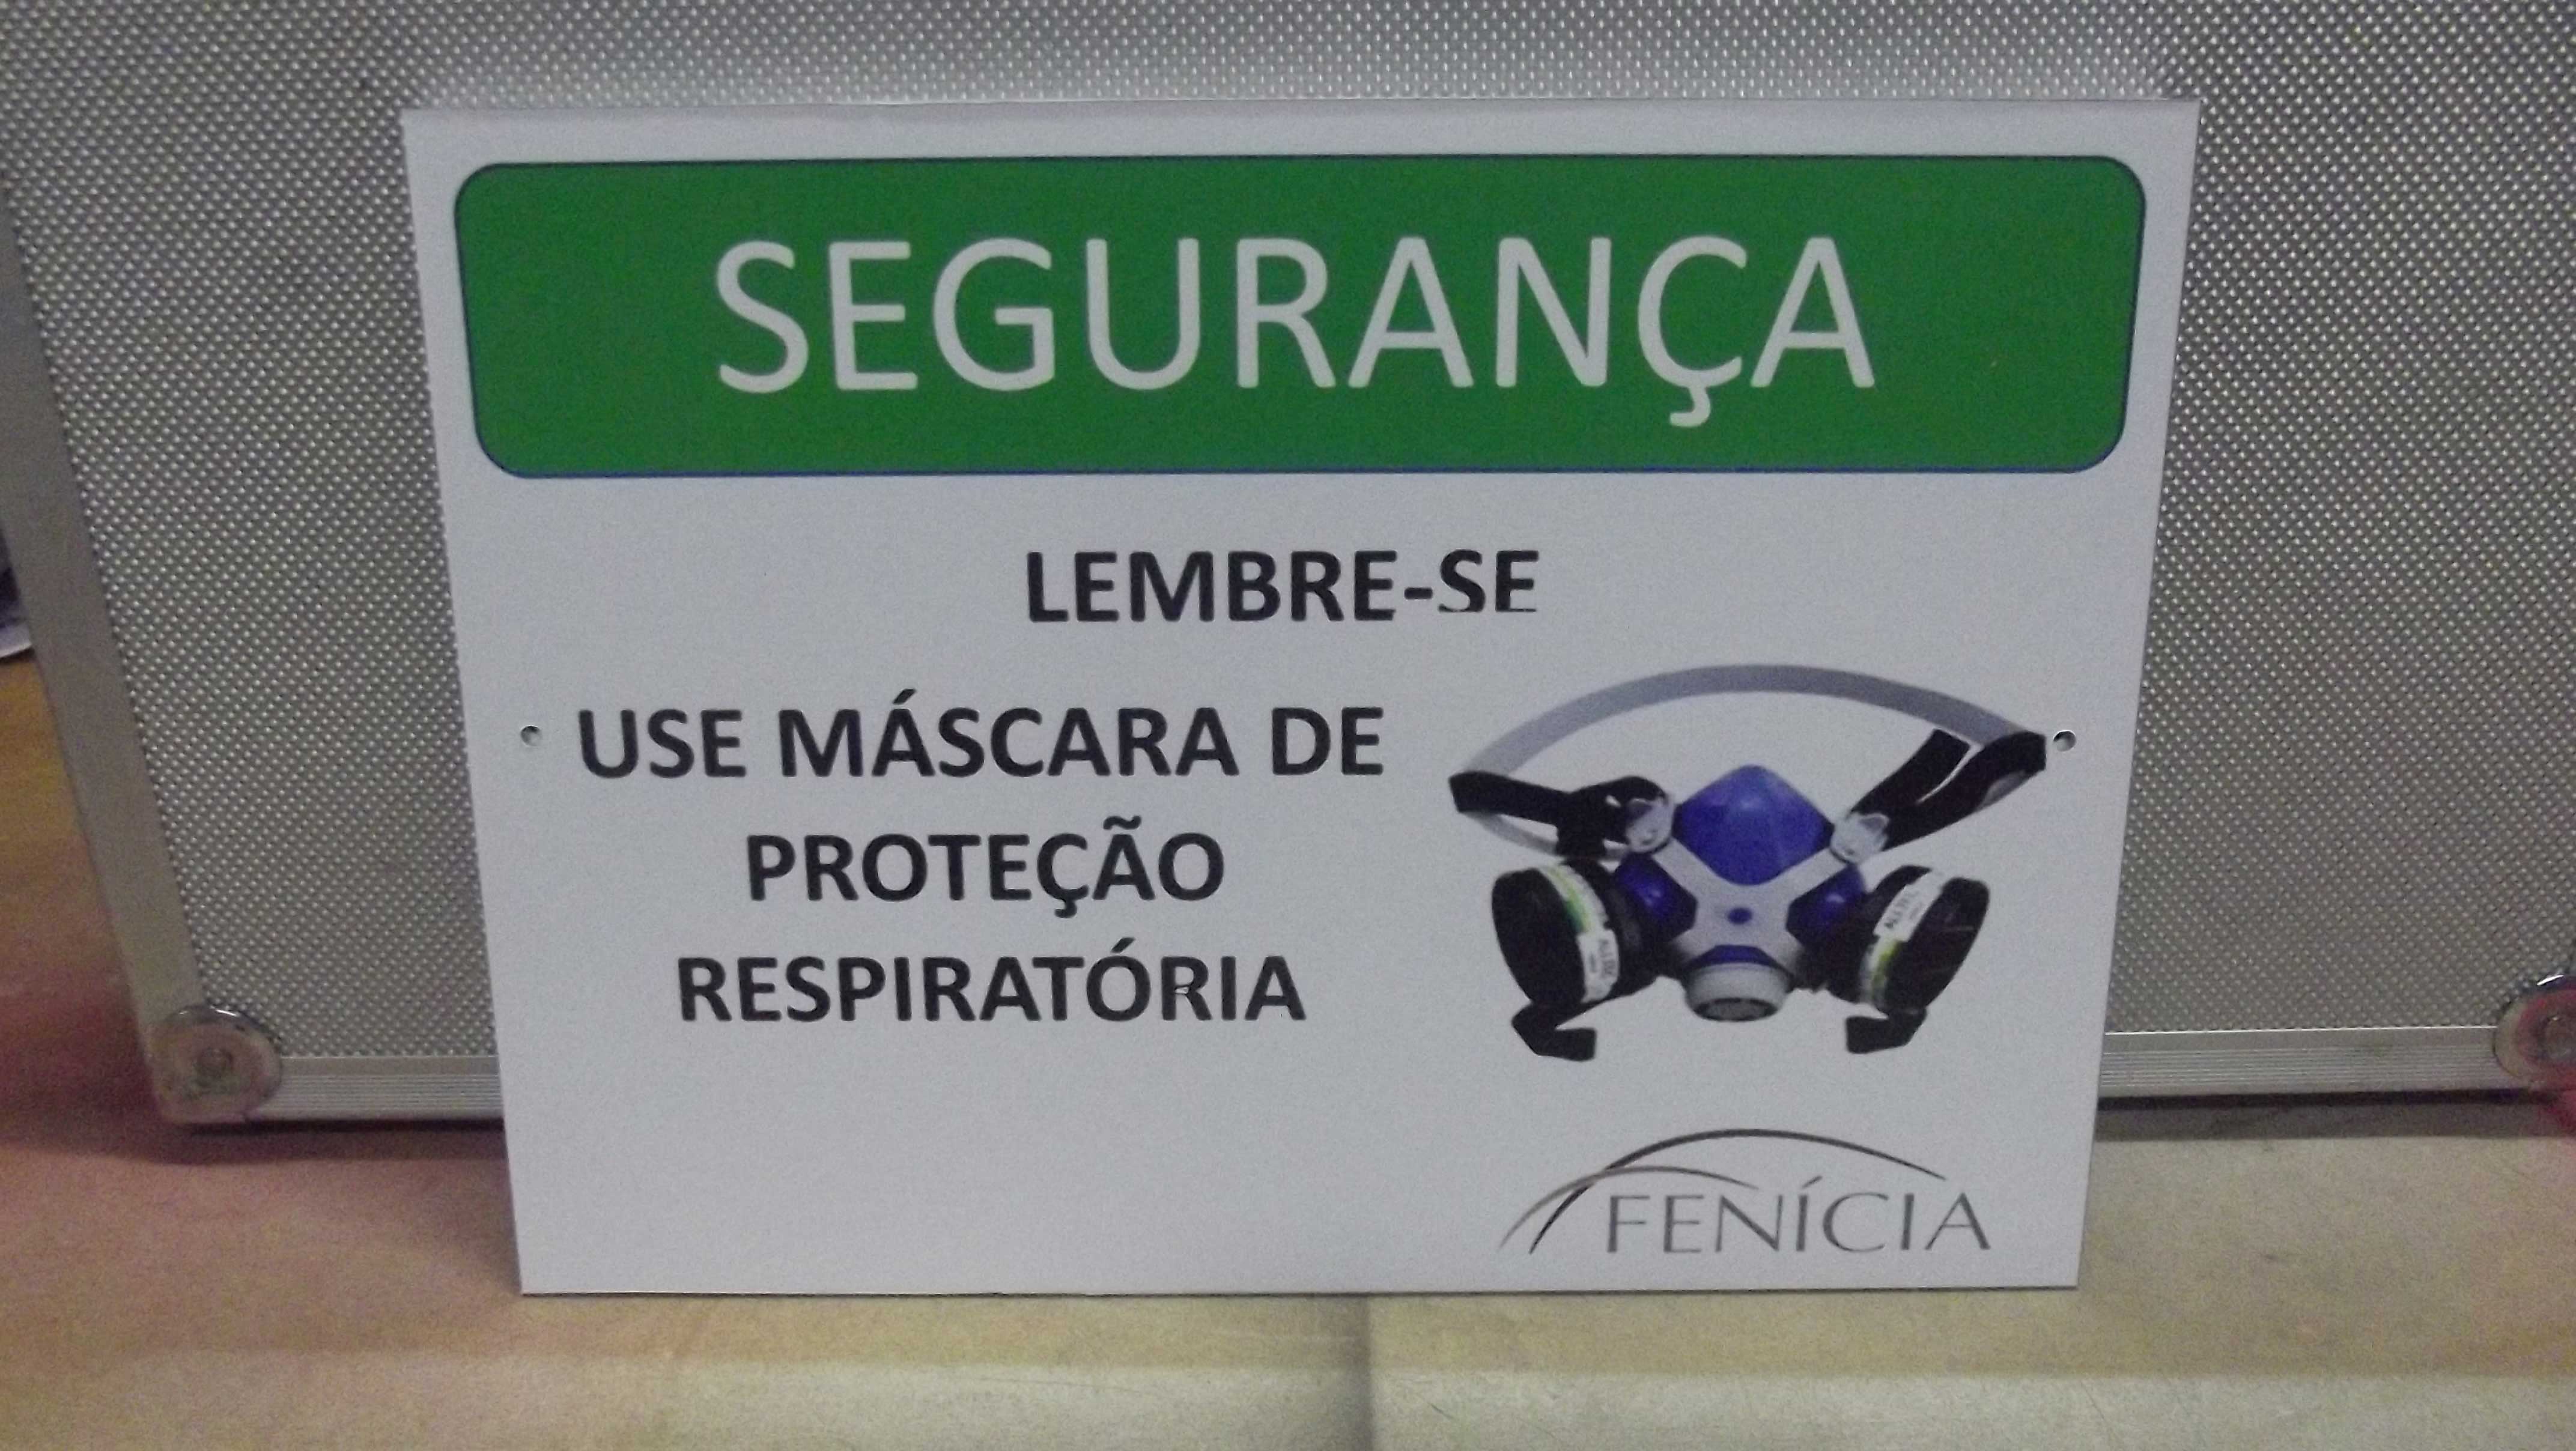 SEGURANÇA
LEMBRE-SE
USE MÁSCARA DE
PROTEÇÃO
RESPIRATÓRIA
FENÍCIA